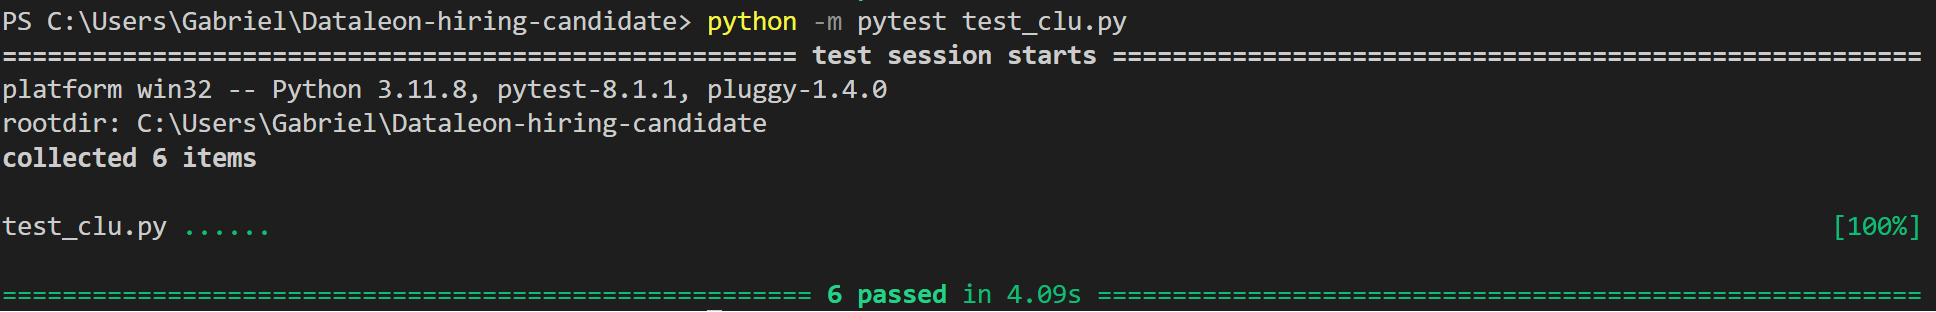 PS C:\Users\Gabriel\Dataleon-hiring-candidate> python -m pytest test_clu.py
===================================================== test session starts ======================================================
platform win32 -- Python 3.11.8, pytest-8.1.1, pluggy-1.4.0
rootdir: C:\Users\Gabriel\Dataleon-hiring-candidate
collected 6 items
test_clu.py ...... [100%]
====================================================== 6 passed in 4.09s =======================================================